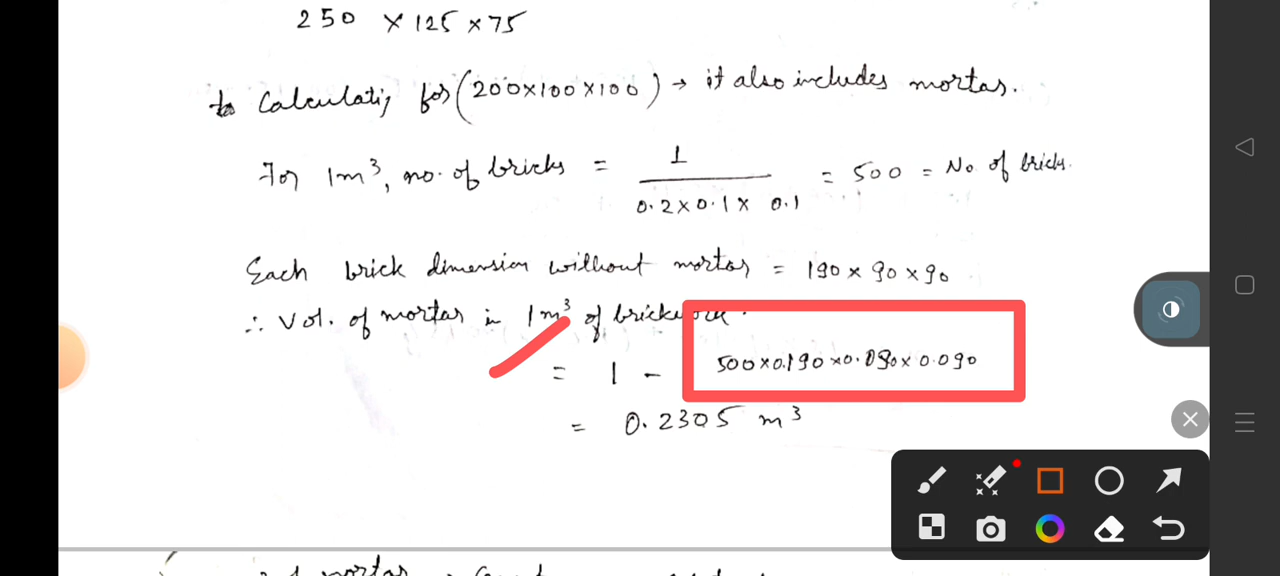 250 × 125 × 75
Calculatig for (200×100×100) → it also includes mortar.
For 1m³, no. of bricks = 1 / 0.2×0.1×0.1 = 500 = No. of bricks.
Each brick dimension without mortar = 190 × 90 × 90
∴ Vol. of mortar in 1m³ of brickwork.
= 1 - 500×0.190×0.090×0.090
= 0.2305 m³
mortar